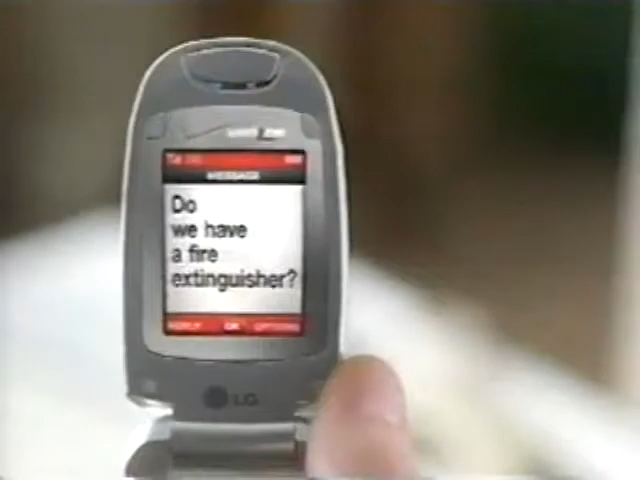 MESSAGE
Do
we have
a fire
extinguisher?
REPLY OK OPTIONS
LG